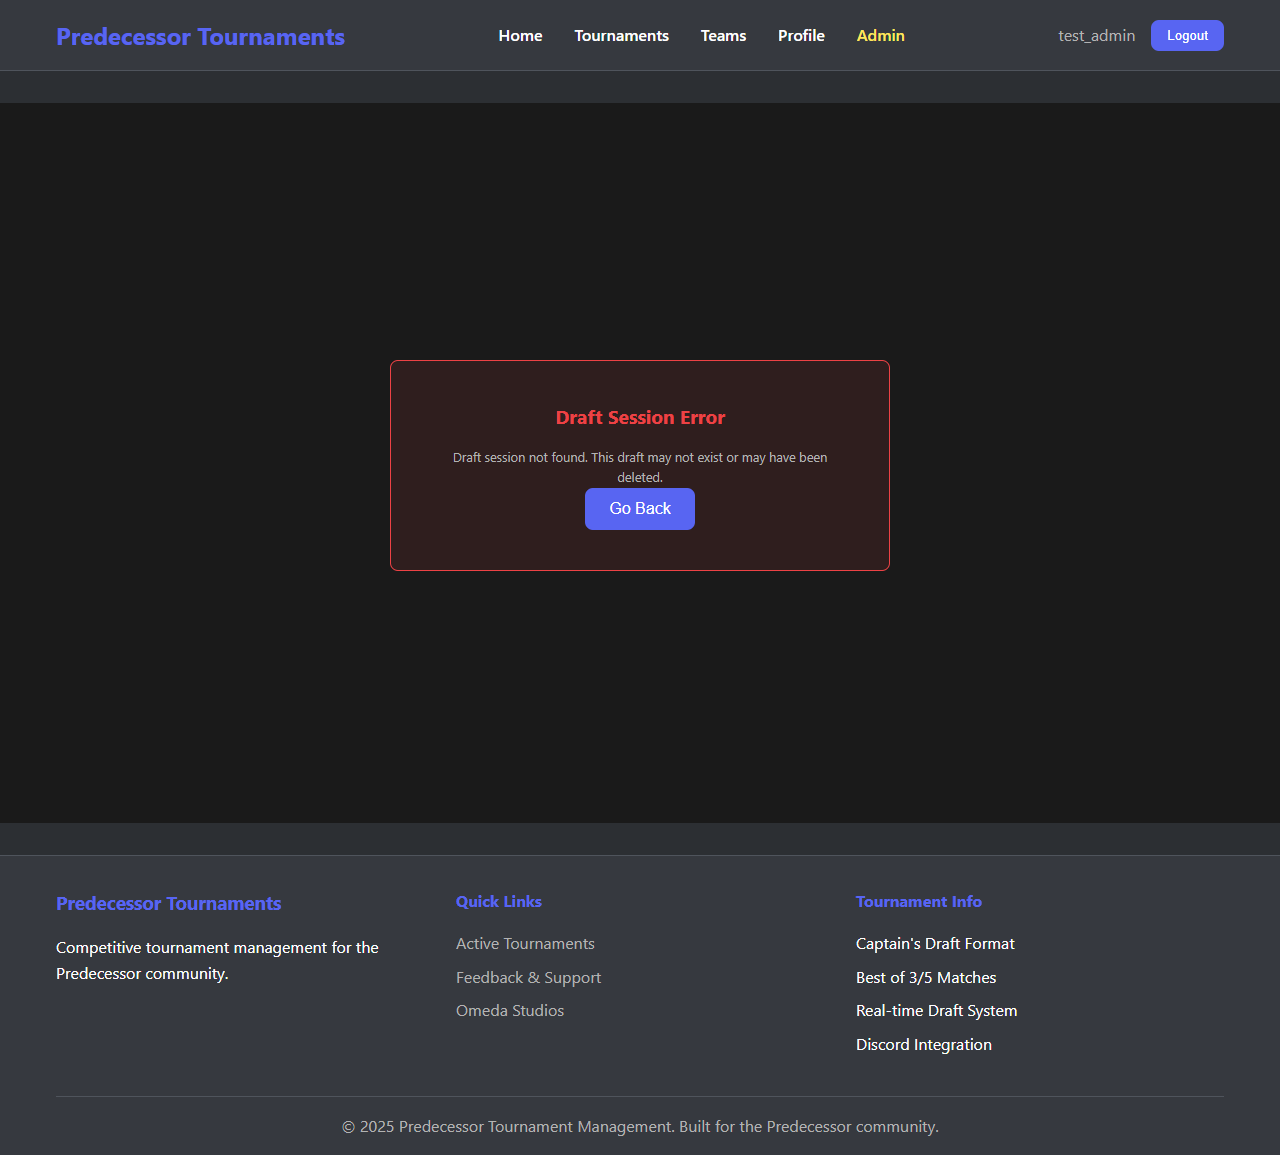 Predecessor Tournaments
Home Tournaments Teams Profile Admin
test_admin Logout
Draft Session Error
Draft session not found. This draft may not exist or may have been
deleted.
Go Back
Predecessor Tournaments
Competitive tournament management for the
Predecessor community.
Quick Links
Active Tournaments
Feedback & Support
Omeda Studios
Tournament Info
Captain's Draft Format
Best of 3/5 Matches
Real-time Draft System
Discord Integration
© 2025 Predecessor Tournament Management. Built for the Predecessor community.